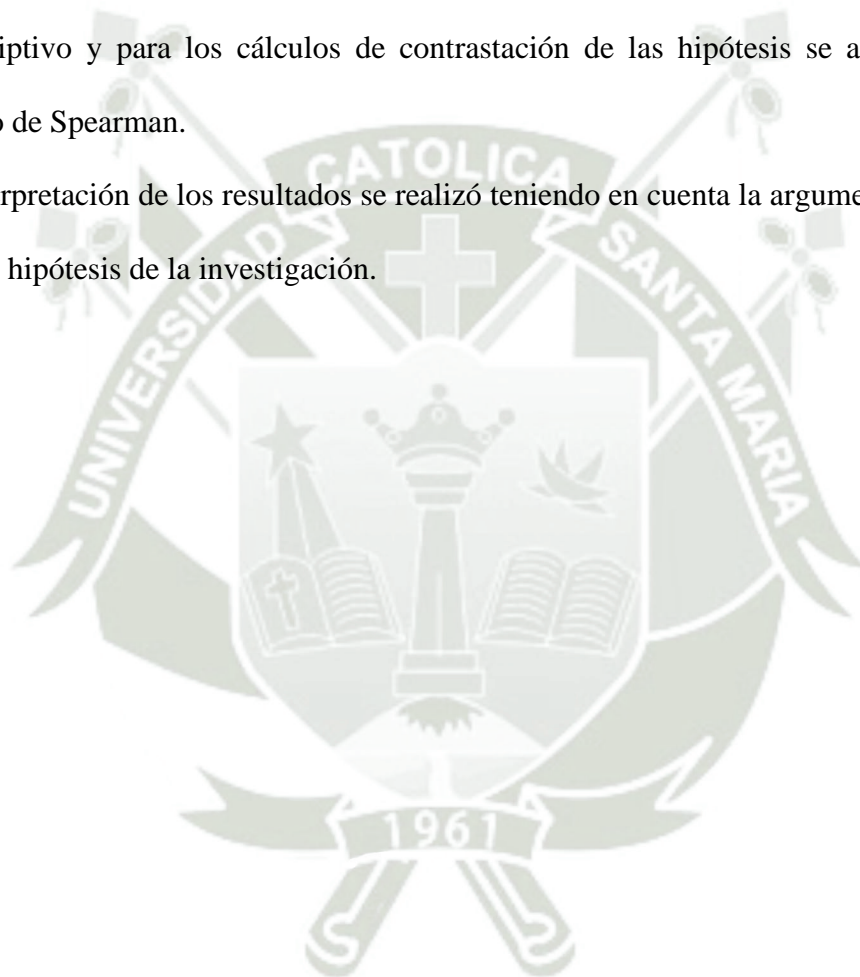 iptivo y para los cálculos de contrastación de las hipótesis se a
o de Spearman.
rpretación de los resultados se realizó teniendo en cuenta la argume
hipótesis de la investigación.
UNIVERSIDAD CATOLICA SANTA MARIA
1961